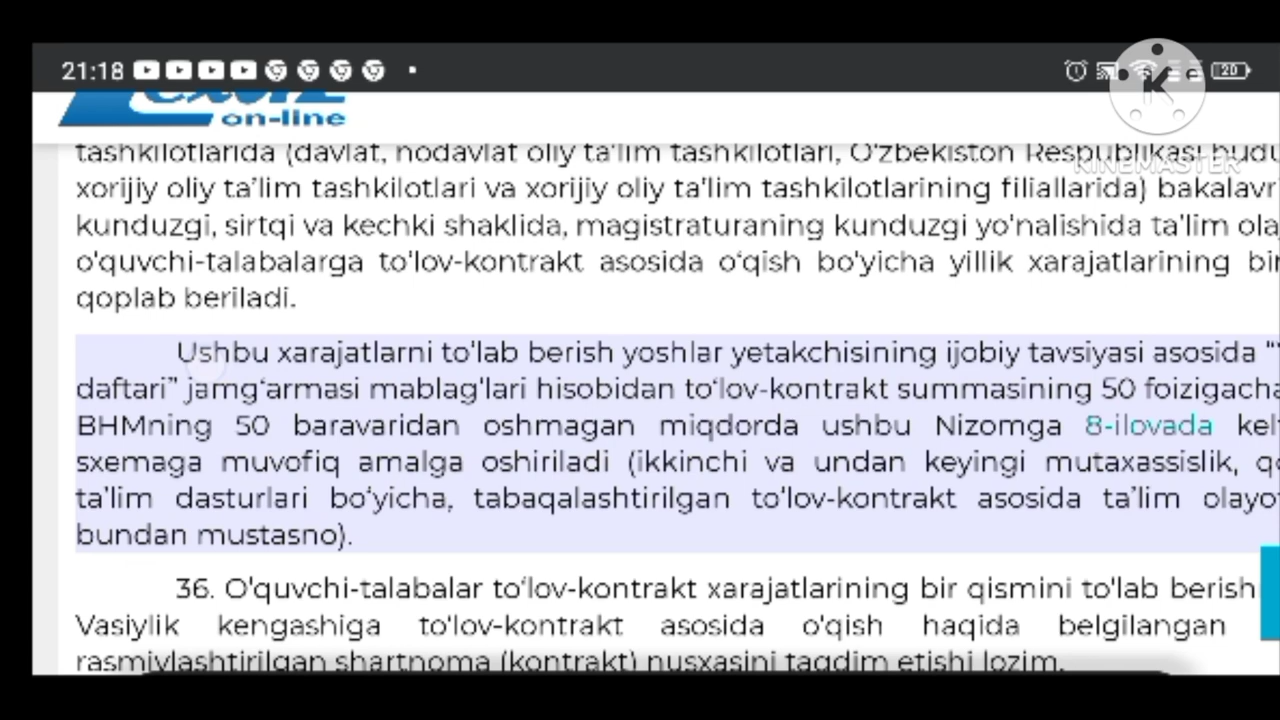 21:18
20
on-line
KINEMASTER
tashkilotlarida (davlat, nodavlat oliy ta'lim tashkilotlari, O'zbekiston Respublikasi
xorijiy oliy ta'lim tashkilotlari va xorijiy oliy ta'lim tashkilotlarining filiallarida)
kunduzgi, sirtqi va kechki shaklida, magistraturaning kunduzgi yo'nalishida ta'lim
o'quvchi-talabalarga to'lov-kontrakt asosida o'qish bo'yicha yillik xarajatlarining
qoplab beriladi.
Ushbu xarajatlarni to'lab berish yoshlar yetakchisining ijobiy tavsiyasi asosida
daftari” jamg‘armasi mablag'lari hisobidan to‘lov-kontrakt summasining 50 foizigacha
BHMning 50 baravaridan oshmagan miqdorda ushbu Nizomga 8-ilovada
sxemaga muvofiq amalga oshiriladi (ikkinchi va undan keyingi mutaxassislik,
ta'lim dasturlari bo‘yicha, tabaqalashtirilgan to'lov-kontrakt asosida ta’lim
bundan mustasno).
36. O'quvchi-talabalar to‘lov-kontrakt xarajatlarining bir qismini to'lab berish
Vasiylik kengashiga to'lov-kontrakt asosida o'qish haqida belgilangan
rasmiylashtirilgan shartnoma (kontrakt) nusxasini taqdim etishi lozim.